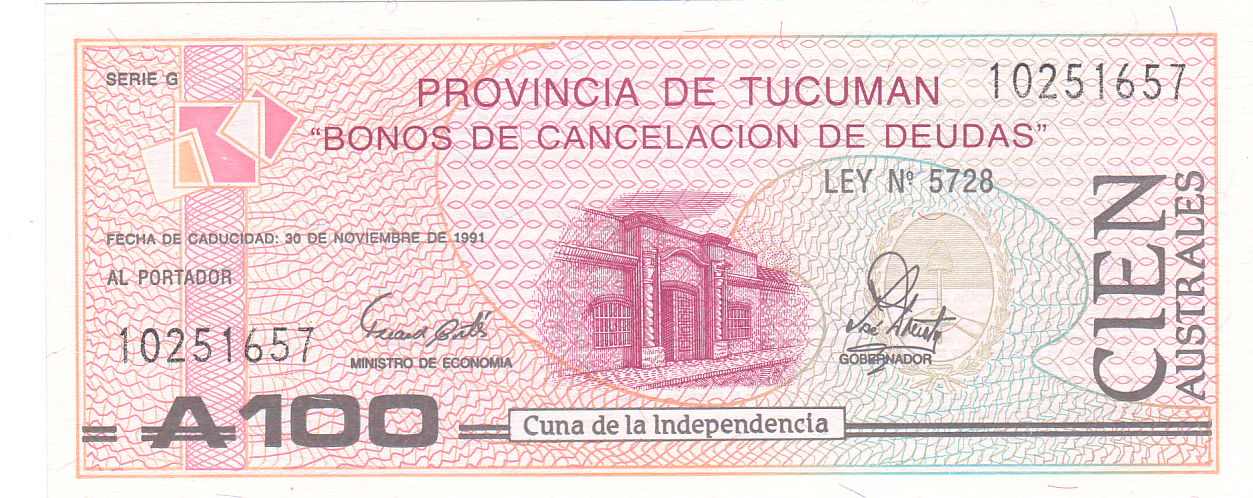 SERIE G
PROVINCIA DE TUCUMAN
10251657
"BONOS DE CANCELACION DE DEUDAS"
LEY Nº 5728
FECHA DE CADUCIDAD: 30 DE NOVIEMBRE DE 1991
AL PORTADOR
10251657
MINISTRO DE ECONOMIA
GOBERNADOR
CIEN
AUSTRALES
A100
Cuna de la Independencia